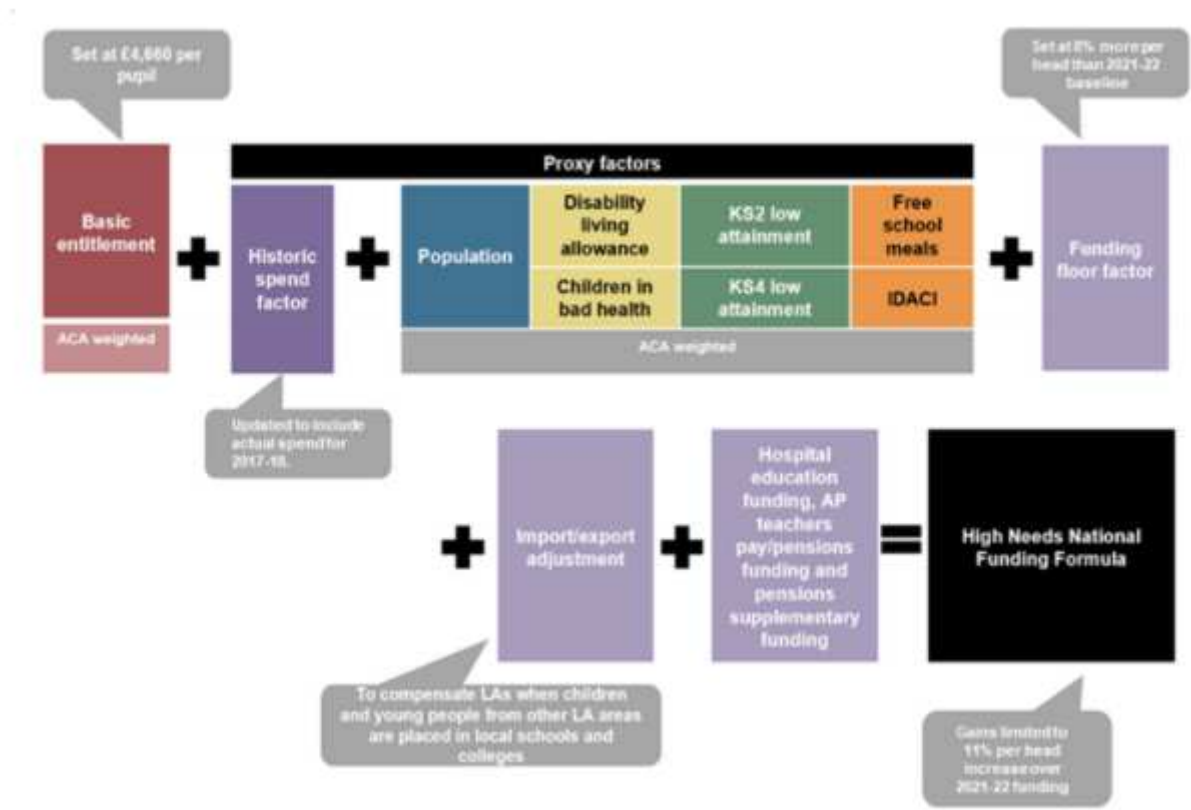 Set at £4,660 per
pupil
Set at 8% more per
head than 2021-22
baseline
Basic
entitlement
ACA weighted
Proxy factors
Historic
spend
factor
Population
Disability
living
allowance
Children in
bad health
KS2 low
attainment
KS4 low
attainment
Free
school
meals
IDACI
ACA weighted
Funding
floor factor
Updated to include
actual spend for
2017-18.
Import/export
adjustment
Hospital
education
funding, AP
teachers
pay/pensions
funding and
pensions
supplementary
funding
High Needs National
Funding Formula
To compensate LAs when children
and young people from other LA areas
are placed in local schools and
colleges
Gains limited to
11% per head
increase over
2021-22 funding